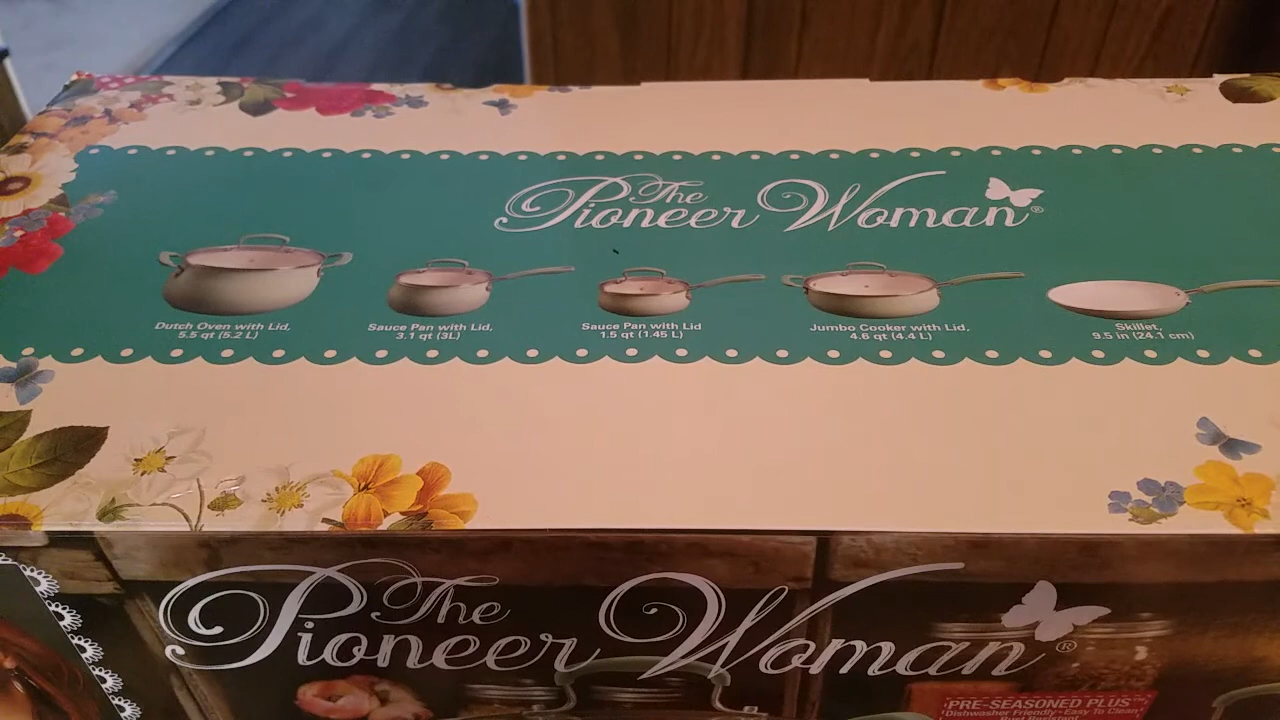 The
Pioneer Woman®
Dutch Oven with Lid,
5.5 qt (5.2 L)
Sauce Pan with Lid,
3.1 qt (3L)
Sauce Pan with Lid
1.5 qt (1.45 L)
Jumbo Cooker with Lid,
4.6 qt (4.4 L)
Skillet,
9.5 in (24.1 cm)
The
Pioneer Woman®
PRE-SEASONED PLUS™
Dishwasher Friendly • Easy To Clean
Rust Resistant